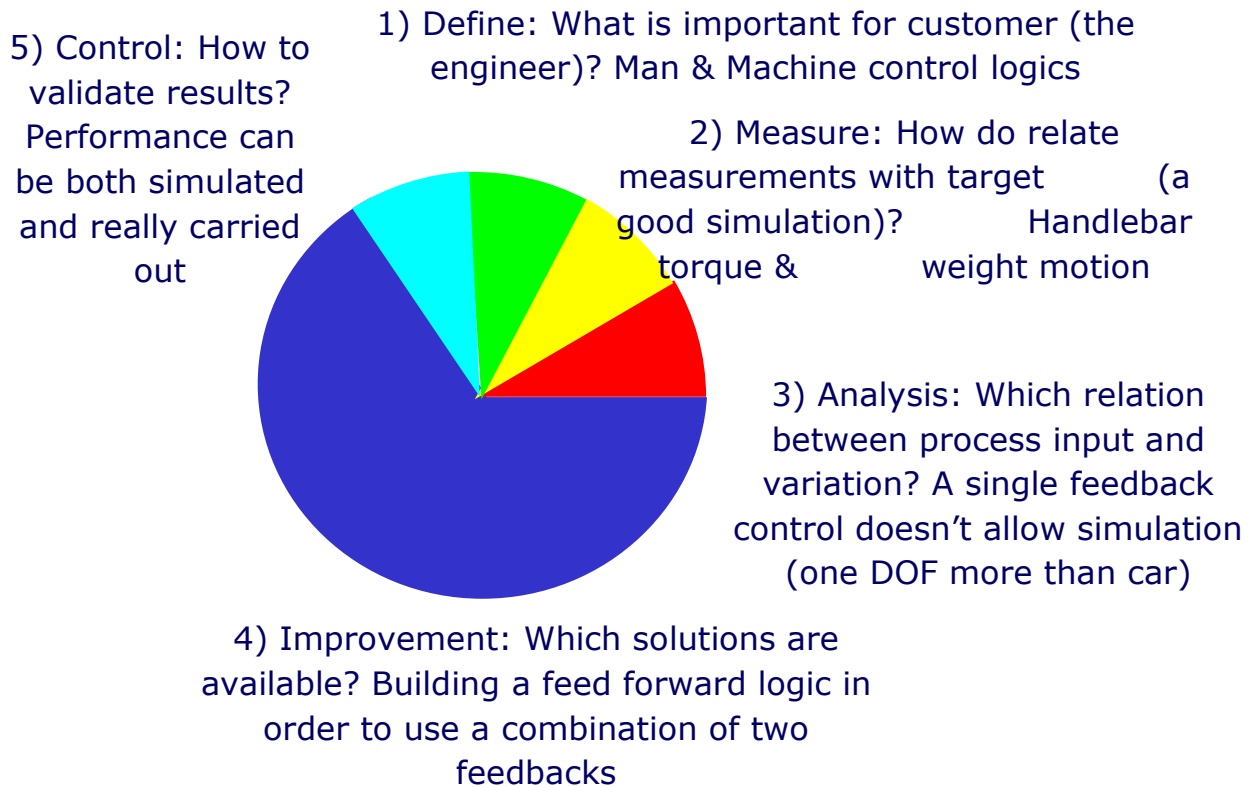 1) Define: What is important for customer (the
engineer)? Man & Machine control logics
2) Measure: How do relate
measurements with target (a
good simulation)? Handlebar
torque & weight motion
3) Analysis: Which relation
between process input and
variation? A single feedback
control doesn’t allow simulation
(one DOF more than car)
4) Improvement: Which solutions are
available? Building a feed forward logic in
order to use a combination of two
feedbacks
5) Control: How to
validate results?
Performance can
be both simulated
and really carried
out